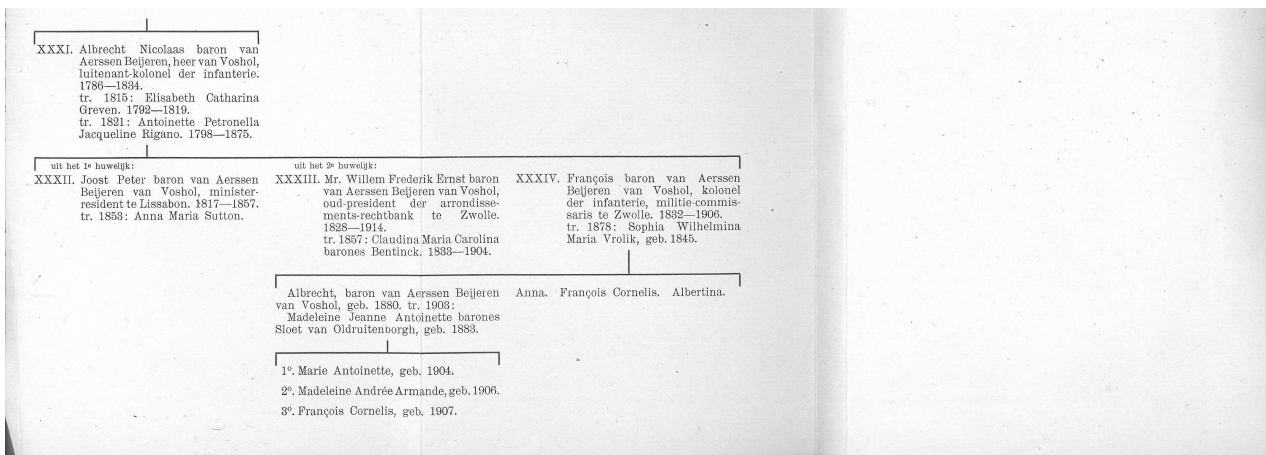 XXXI. Albrecht Nicolaas baron van
Aerssen Beijeren, heer van Voshol,
luitenant-kolonel der infanterie.
1786—1834.
tr. 1815: Elisabeth Catharina
Greven. 1792—1819.
tr. 1821: Antoinette Petronella
Jacqueline Rigano. 1798—1875.
uit het 1e huwelijk:
XXXII. Joost Peter baron van Aerssen
Beijeren van Voshol, minister-
resident te Lissabon. 1817—1857.
tr. 1853: Anna Maria Sutton.
uit het 2e huwelijk:
XXXIII. Mr. Willem Frederik Ernst baron
van Aerssen Beijeren van Voshol,
oud-president der arrondisse-
ments-rechtbank te Zwolle.
1828—1914.
tr. 1857: Claudina Maria Carolina
barones Bentinck. 1833—1904.
XXXIV. François baron van Aerssen
Beijeren van Voshol, kolonel
der infanterie, militie-commis-
saris te Zwolle. 1832—1906.
tr. 1878: Sophia Wilhelmina
Maria Vrolik, geb. 1845.
Albrecht, baron van Aerssen Beijeren
van Voshol, geb. 1880. tr. 1903:
Madeleine Jeanne Antoinette barones
Sloet van Oldruitenborgh, geb. 1883.
Anna. François Cornelis. Albertina.
1o. Marie Antoinette, geb. 1904.
2o. Madeleine Andrée Armande, geb. 1906.
3o. François Cornelis, geb. 1907.